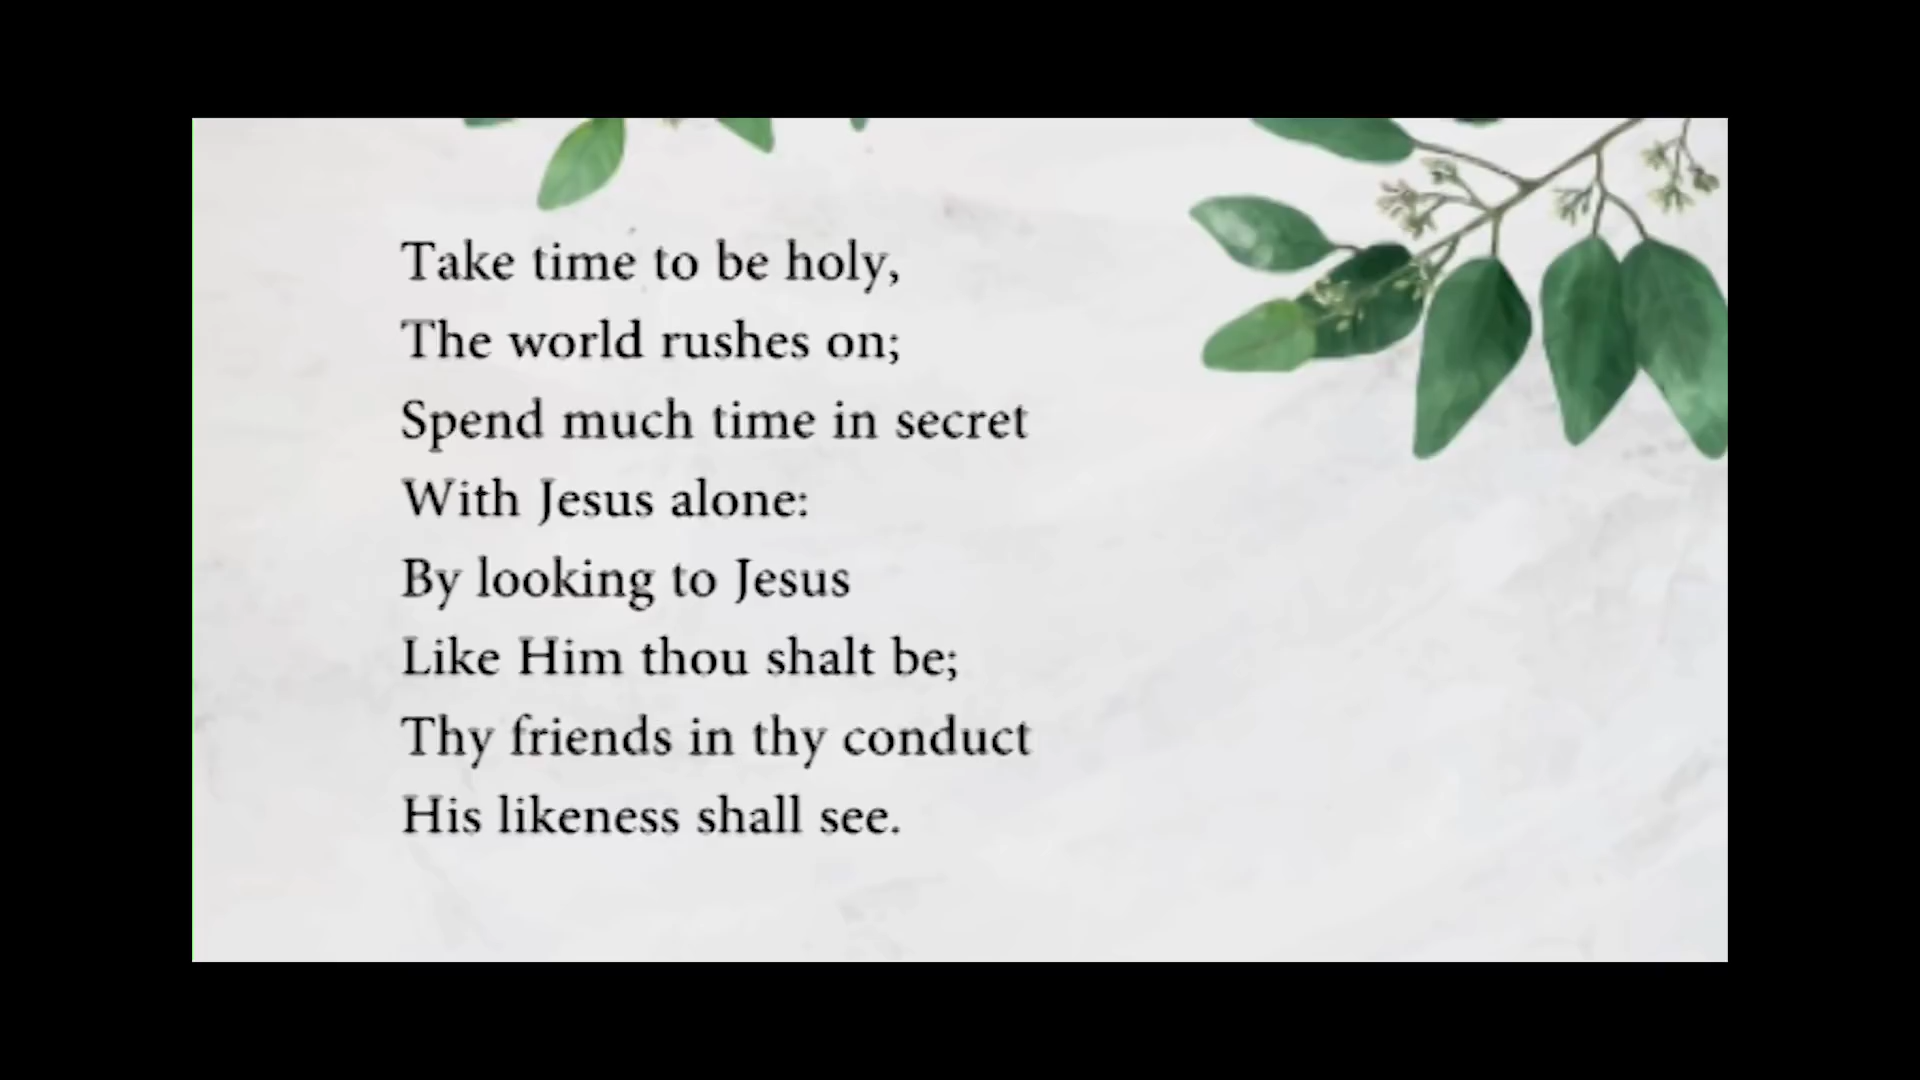 Take time to be holy,
The world rushes on;
Spend much time in secret
With Jesus alone:
By looking to Jesus
Like Him thou shalt be;
Thy friends in thy conduct
His likeness shall see.